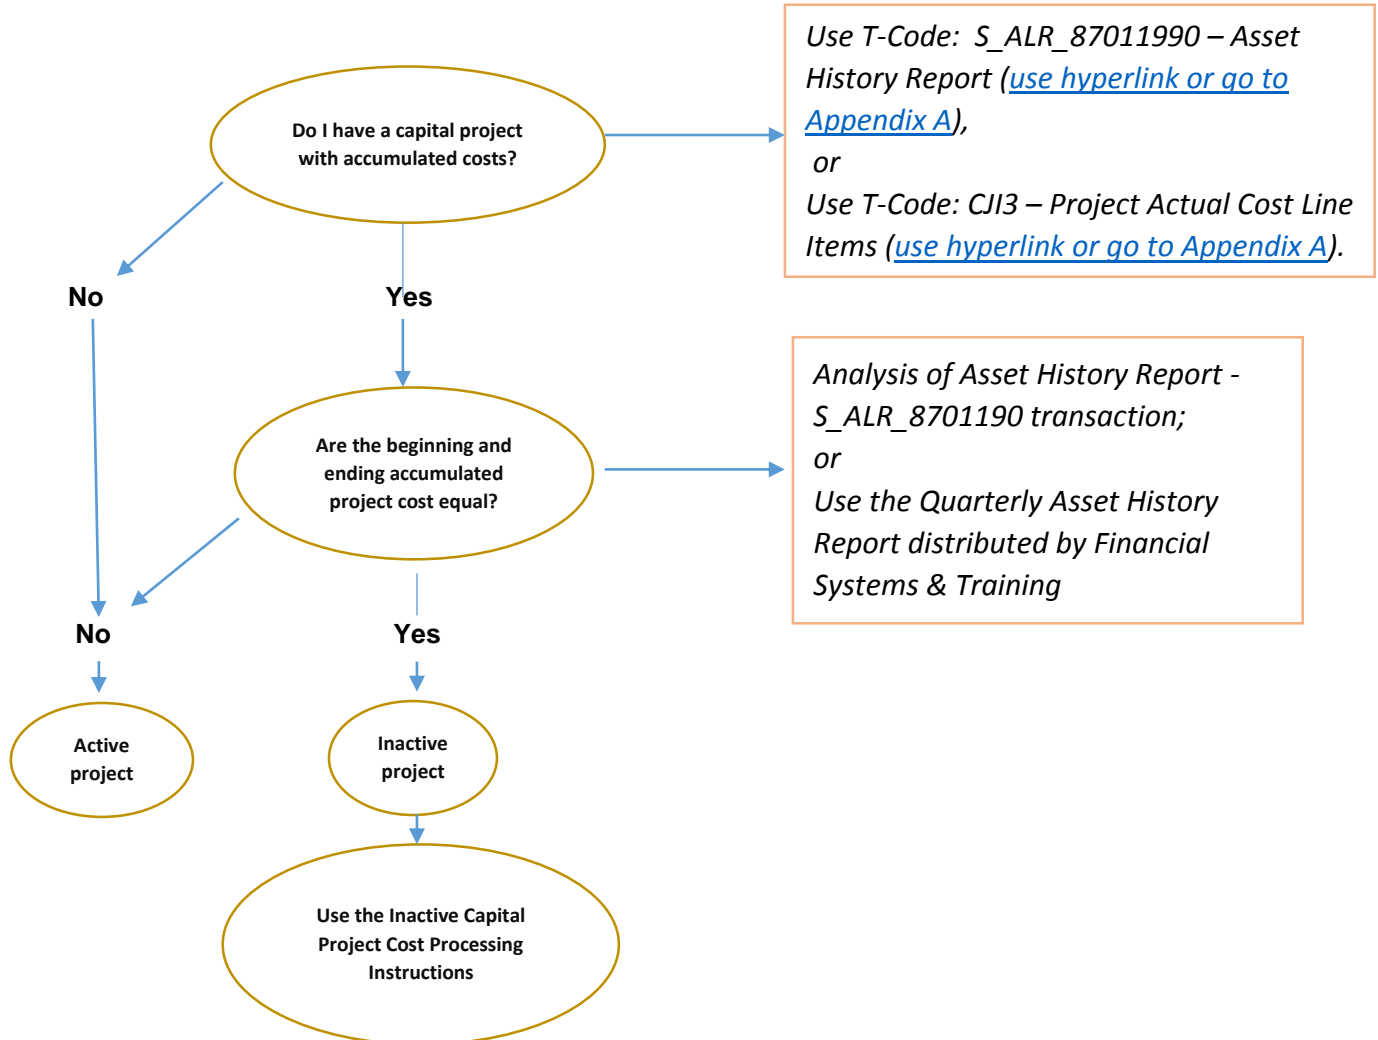 Use T-Code:  S_ALR_87011990 – Asset
History Report (use hyperlink or go to
Appendix A),
or
Use T-Code: CJI3 – Project Actual Cost Line
Items (use hyperlink or go to Appendix A).
Do I have a capital project
with accumulated costs?
No
Yes
Analysis of Asset History Report -
S_ALR_8701190 transaction;
or
Use the Quarterly Asset History
Report distributed by Financial
Systems & Training
Are the beginning and
ending accumulated
project cost equal?
No
Yes
Active
project
Inactive
project
Use the Inactive Capital
Project Cost Processing
Instructions